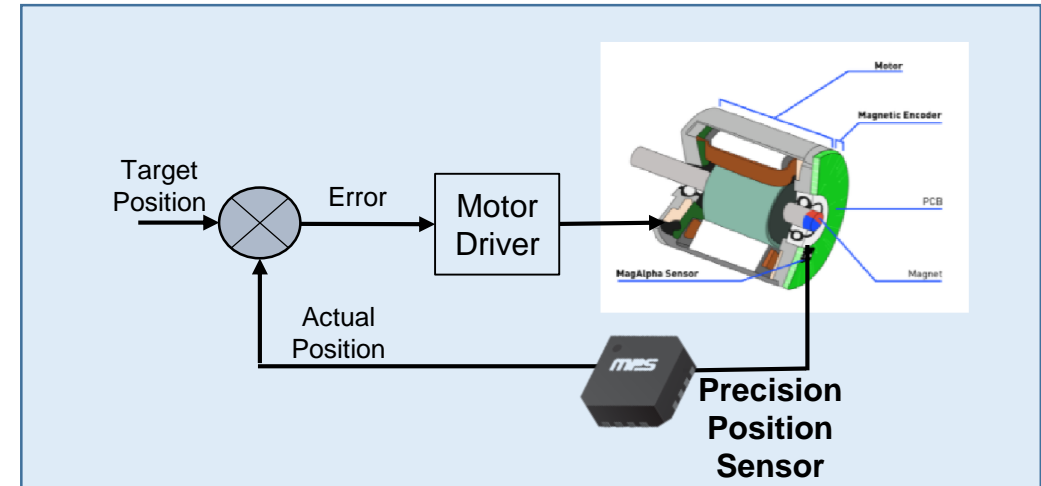 Motor
Magnetic Encoder
Target
Position
Error
Motor
Driver
PCB
MagAlpha Sensor
Magnet
Actual
Position
mps
Precision
Position
Sensor